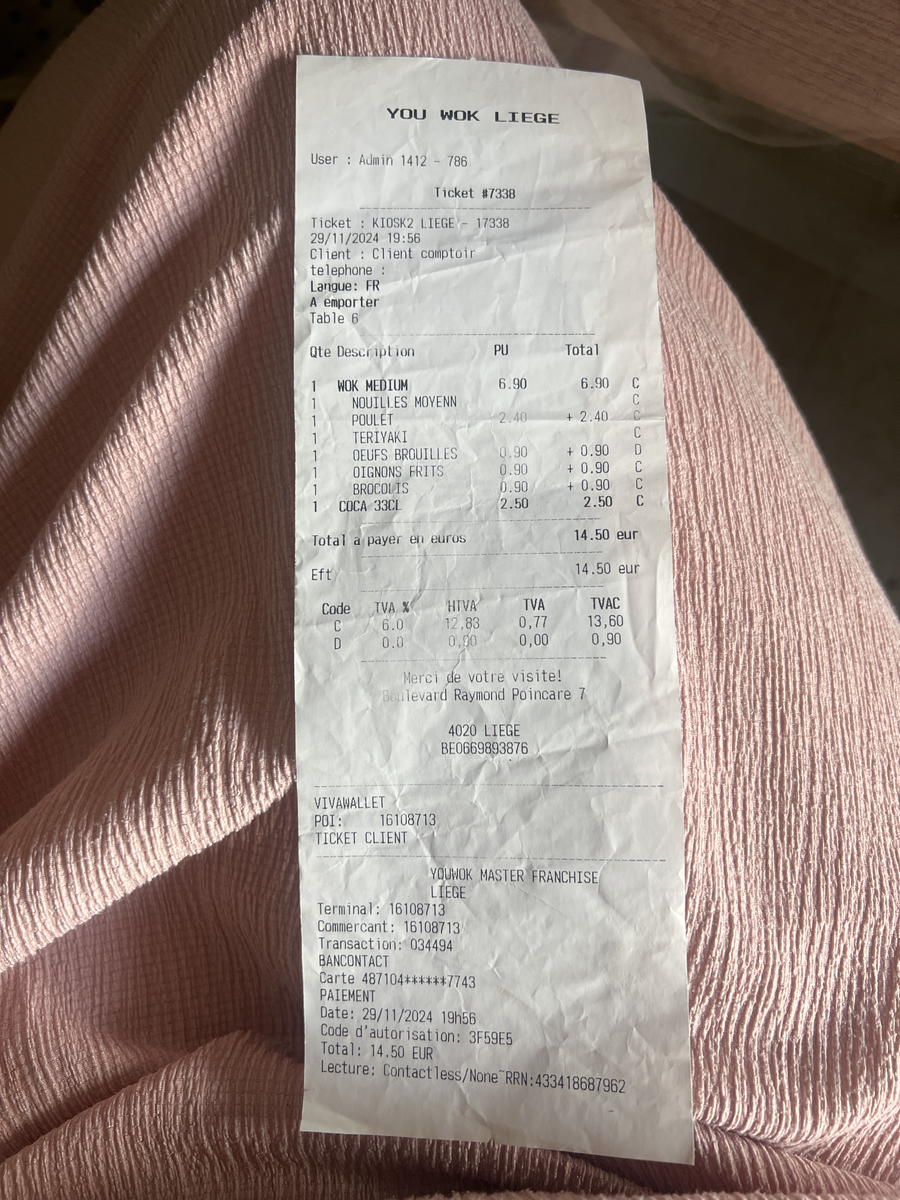 YOU WOK LIEGE
User : Admin 1412 - 786
Ticket #7338
Ticket : KIOSK2 LIEGE - 17338
29/11/2024 19:56
Client : Client comptoir
telephone :
Langue: FR
A emporter
Table 6
Qte Description PU Total
1 WOK MEDIUM 6.90 6.90 C
1 NOUILLES MOYENN C
1 POULET 2.40 + 2.40 C
1 TERIYAKI C
1 OEUFS BROUILLES 0.90 + 0.90 D
1 OIGNONS FRITS 0.90 + 0.90 C
1 BROCOLIS 0.90 + 0.90 C
1 COCA 33CL 2.50 2.50 C
Total a payer en euros 14.50 eur
Eft 14.50 eur
Code TVA % HTVA TVA TVAC
C 6.0 12,83 0,77 13,60
D 0.0 0,90 0,00 0,90
Merci de votre visite!
Boulevard Raymond Poincare 7
4020 LIEGE
BE0669893876
VIVAWALLET
POI: 16108713
TICKET CLIENT
YOUWOK MASTER FRANCHISE
LIEGE
Terminal: 16108713
Commercant: 16108713
Transaction: 034494
BANCONTACT
Carte 487104******7743
PAIEMENT
Date: 29/11/2024 19h56
Code d'autorisation: 3F59E5
Total: 14.50 EUR
Lecture: Contactless/None~RRN:433418687962